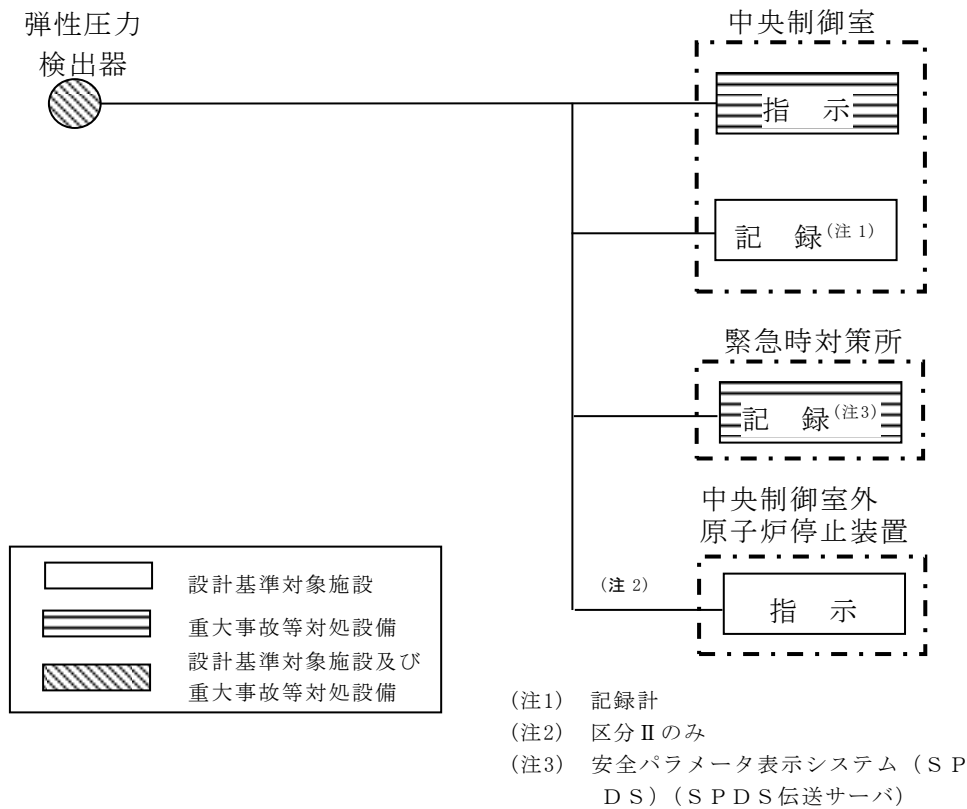 弾性圧力
検出器
中央制御室
指　示
記　録(注1)
緊急時対策所
記　録(注3)
中央制御室外
原子炉停止装置
(注2)
指　示
設計基準対象施設
重大事故等対処設備
設計基準対象施設及び
重大事故等対処設備
(注1)　記録計
(注2)　区分Ⅱのみ
(注3)　安全パラメータ表示システム（ＳＰ
ＤＳ）（ＳＰＤＳ伝送サーバ）